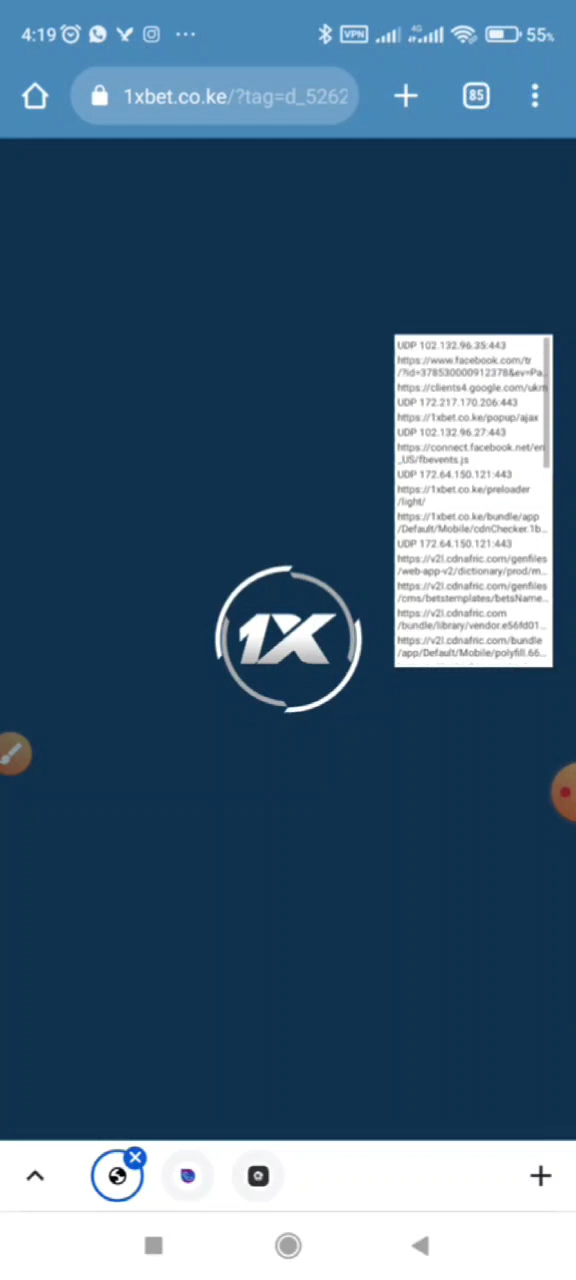 4:19
VPN
4G
55%
1xbet.co.ke/?tag=d_5262
85
UDP 102.132.96.35:443
https://www.facebook.com/tr
/?id=378530000912378&ev=Pa...
https://clients4.google.com/ukm
UDP 172.217.170.206:443
https://1xbet.co.ke/popup/ajax
UDP 102.132.96.27:443
https://connect.facebook.net/en
_US/fbevents.js
UDP 172.64.150.121:443
https://1xbet.co.ke/preloader
/light/
https://1xbet.co.ke/bundle/app
/Default/Mobile/cdnChecker.1b...
UDP 172.64.150.121:443
https://v2l.cdnafric.com/genfiles
/web-app-v2/dictionary/prod/m...
https://v2l.cdnafric.com/genfiles
/cms/betstemplates/betsName...
https://v2l.cdnafric.com
/bundle/library/vendor.e56fd01...
https://v2l.cdnafric.com/bundle
/app/Default/Mobile/polyfill.66...
1X